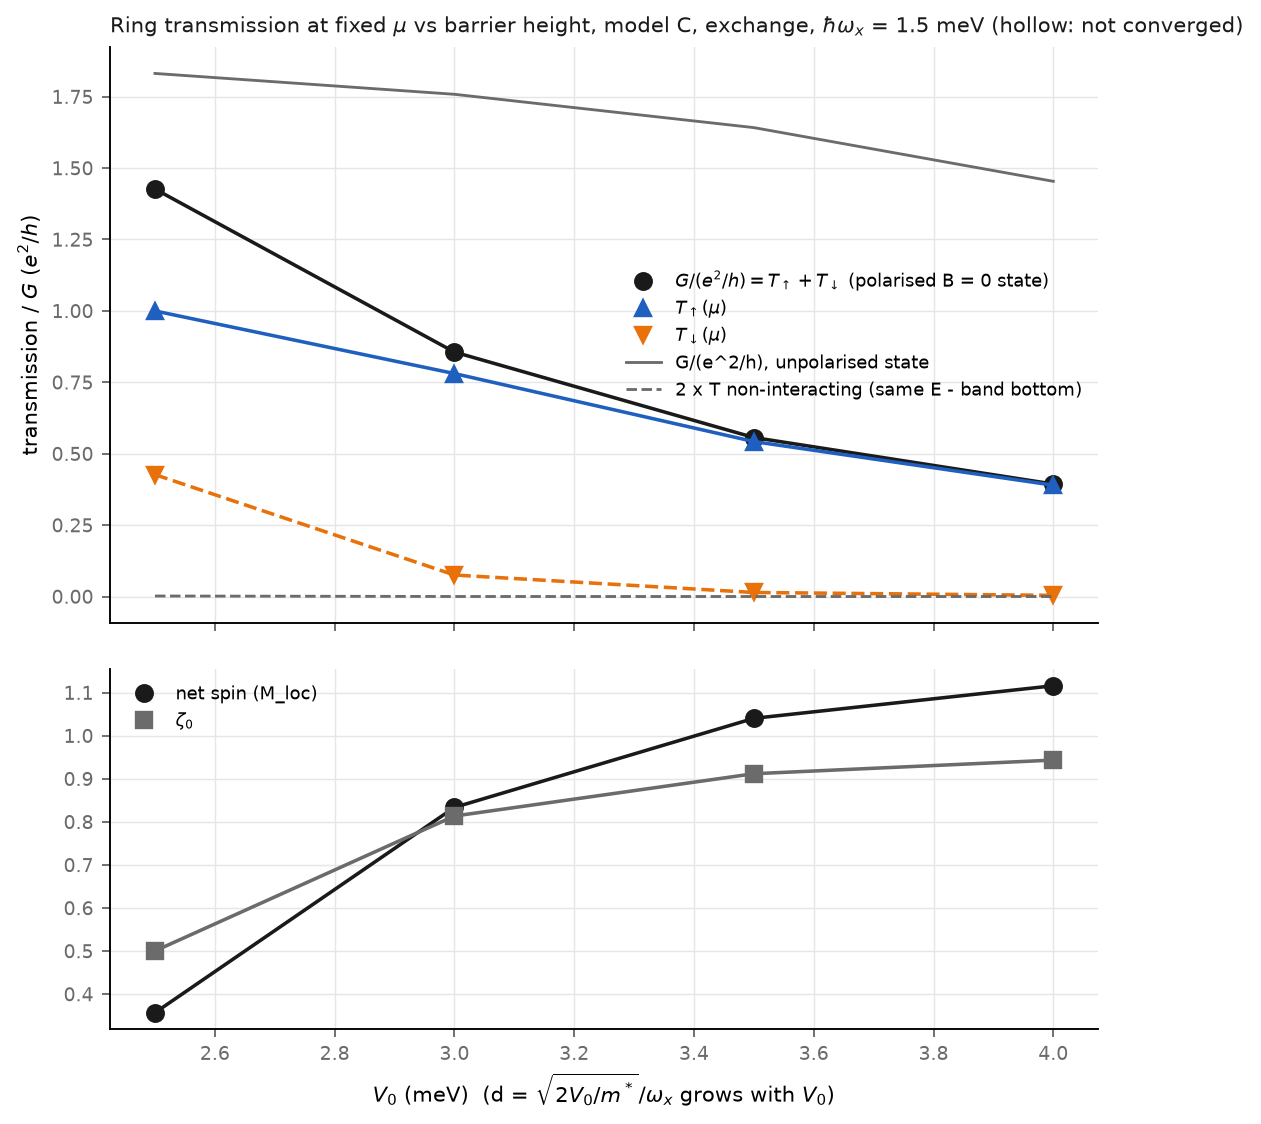 Ring transmission at fixed μ vs barrier height, model C, exchange, ℏωₓ = 1.5 meV (hollow: not converged)
transmission / G (e²/h)
1.75
1.50
1.25
1.00
0.75
0.50
0.25
0.00
G/(e²/h) = T↑ + T↓ (polarised B = 0 state)
T↑(μ)
T↓(μ)
G/(e^2/h), unpolarised state
2 x T non-interacting (same E - band bottom)
1.1
1.0
0.9
0.8
0.7
0.6
0.5
0.4
net spin (M_loc)
ζ₀
2.6 2.8 3.0 3.2 3.4 3.6 3.8 4.0
V₀ (meV) (d = √2V₀/m*/ωₓ grows with V₀)